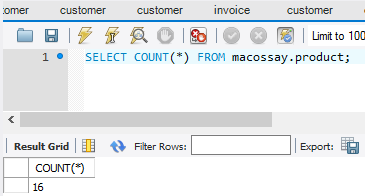 omer customer customer invoice customer
Limit to 100
1 SELECT COUNT(*) FROM macossay.product;
Result Grid Filter Rows: Export:
COUNT(*)
16